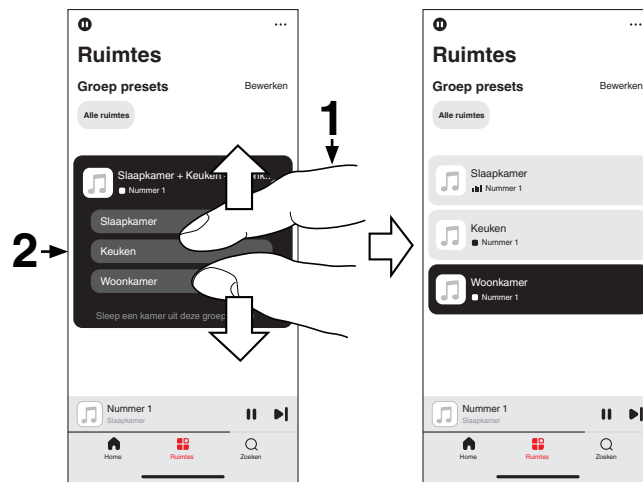 Ruimtes
Groep presets
Bewerken
Alle ruimtes
1
Slaapkamer + Keuken
Nummer 1
Slaapkamer
2
Keuken
Woonkamer
Sleep een kamer uit deze groep
Nummer 1
Slaapkamer
Home
Ruimtes
Zoeken
Ruimtes
Groep presets
Bewerken
Alle ruimtes
Slaapkamer
Nummer 1
Keuken
Nummer 1
Woonkamer
Nummer 1
Nummer 1
Slaapkamer
Home
Ruimtes
Zoeken